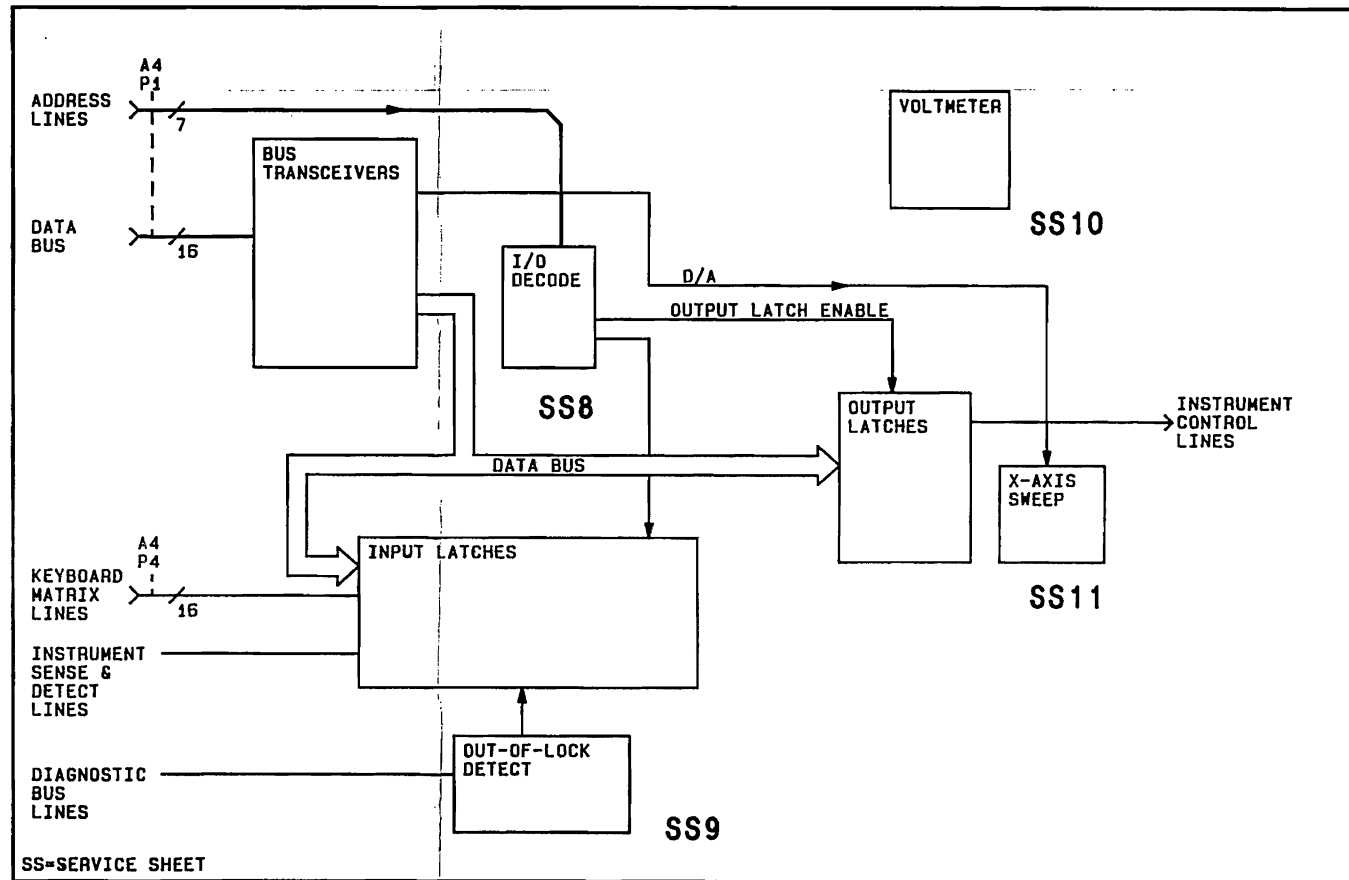 A4
P1
ADDRESS
LINES
7
VOLTMETER
BUS
TRANSCEIVERS
SS10
DATA
BUS
16
I/O
DECODE
D/A
OUTPUT LATCH ENABLE
SS8
OUTPUT
LATCHES
INSTRUMENT
CONTROL
LINES
DATA BUS
X-AXIS
SWEEP
A4
P4
INPUT LATCHES
KEYBOARD
MATRIX
LINES
16
SS11
INSTRUMENT
SENSE &
DETECT
LINES
OUT-OF-LOCK
DETECT
DIAGNOSTIC
BUS
LINES
SS9
SS=SERVICE SHEET